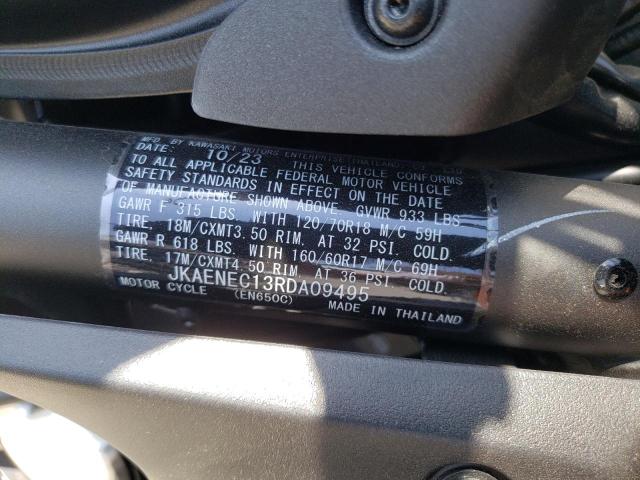 MFD BY KAWASAKI MOTORS ENTERPRISE (THAILAND) CO., LTD
DATE: 10/23 THIS VEHICLE CONFORMS
TO ALL APPLICABLE FEDERAL MOTOR VEHICLE
SAFETY STANDARDS IN EFFECT ON THE DATE
OF MANUFACTURE SHOWN ABOVE. GVWR 933 LBS
GAWR F 315 LBS. WITH 120/70R18 M/C 59H
TIRE, 18M/CXMT3.50 RIM. AT 32 PSI. COLD.
GAWR R 618 LBS. WITH 160/60R17 M/C 69H
TIRE, 17M/CXMT4.50 RIM. AT 36 PSI COLD.
JKAENEC13RDA09495
MOTOR CYCLE (EN650C) MADE IN THAILAND